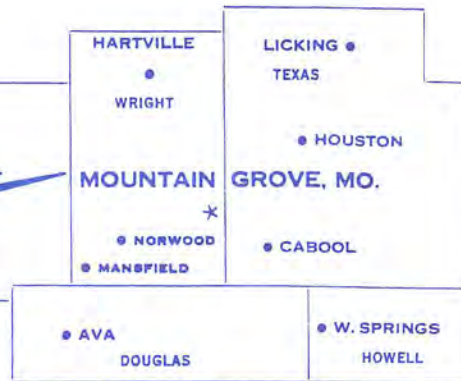 HARTVILLE
LICKING
WRIGHT
TEXAS
HOUSTON
MOUNTAIN GROVE, MO.
NORWOOD
CABOOL
MANSFIELD
AVA
W. SPRINGS
DOUGLAS
HOWELL